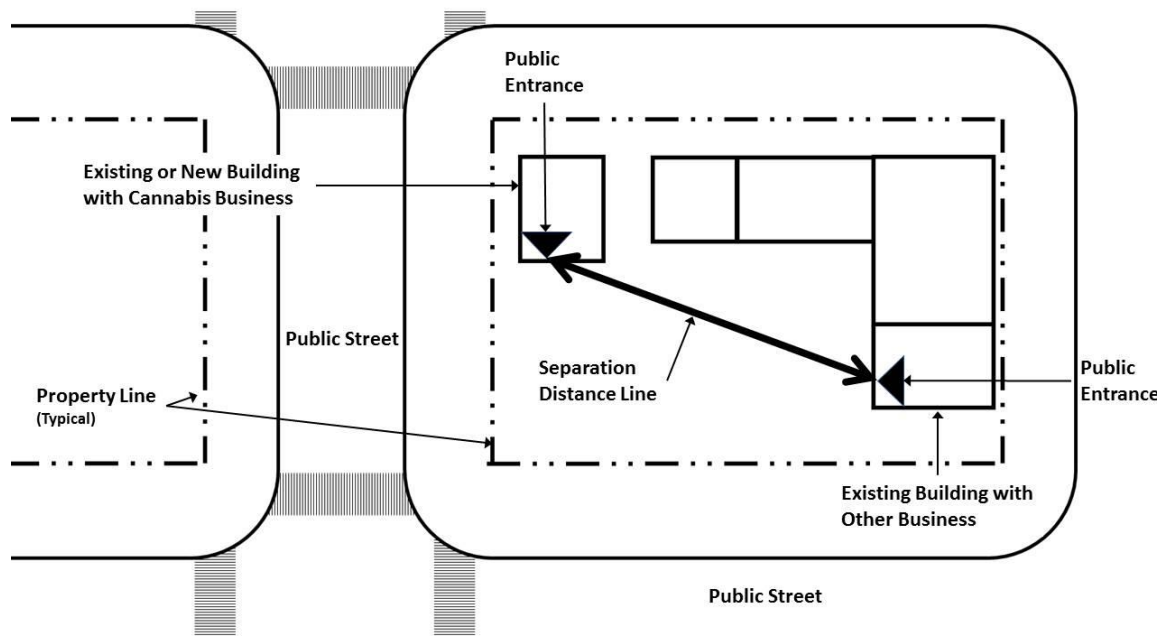 Public
Entrance
Existing or New Building
with Cannabis Business
Public Street
Separation
Distance Line
Public
Entrance
Property Line
(Typical)
Existing Building with
Other Business
Public Street